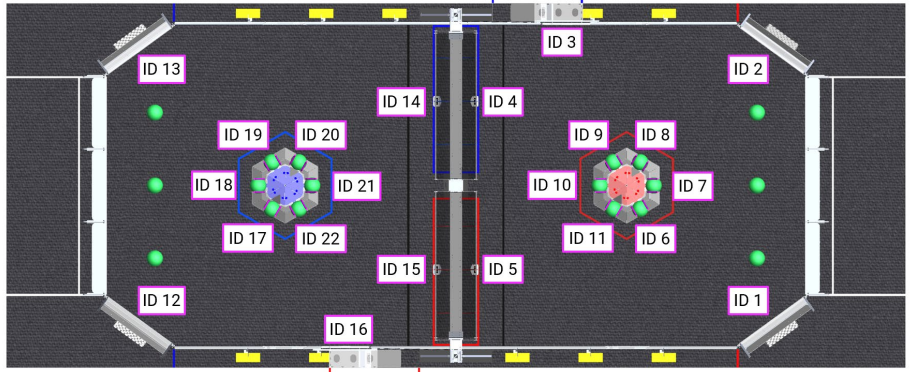 ID 3
ID 13
ID 2
ID 14
ID 4
ID 19
ID 20
ID 9
ID 8
ID 18
ID 21
ID 10
ID 7
ID 17
ID 22
ID 11
ID 6
ID 15
ID 5
ID 12
ID 1
ID 16